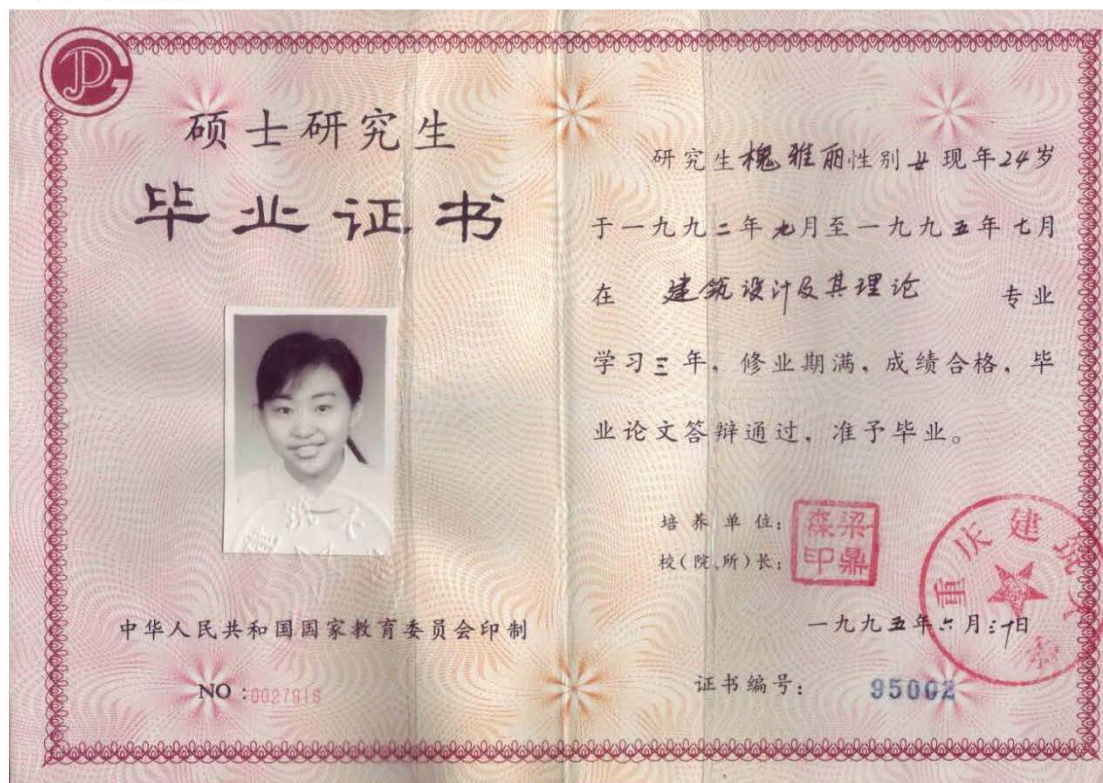 硕士研究生
毕业证书
中华人民共和国国家教育委员会印制
NO：0027918
研究生槐雅丽性别女现年24岁
于一九九二年九月至一九九五年七月
在 建筑设计及其理论 专业
学习三年，修业期满，成绩合格，毕
业论文答辩通过，准予毕业。
培养单位：
校(院、所)长：
梁鼎森印
重庆建筑大
一九九五年六月三十日
证书编号： 95002